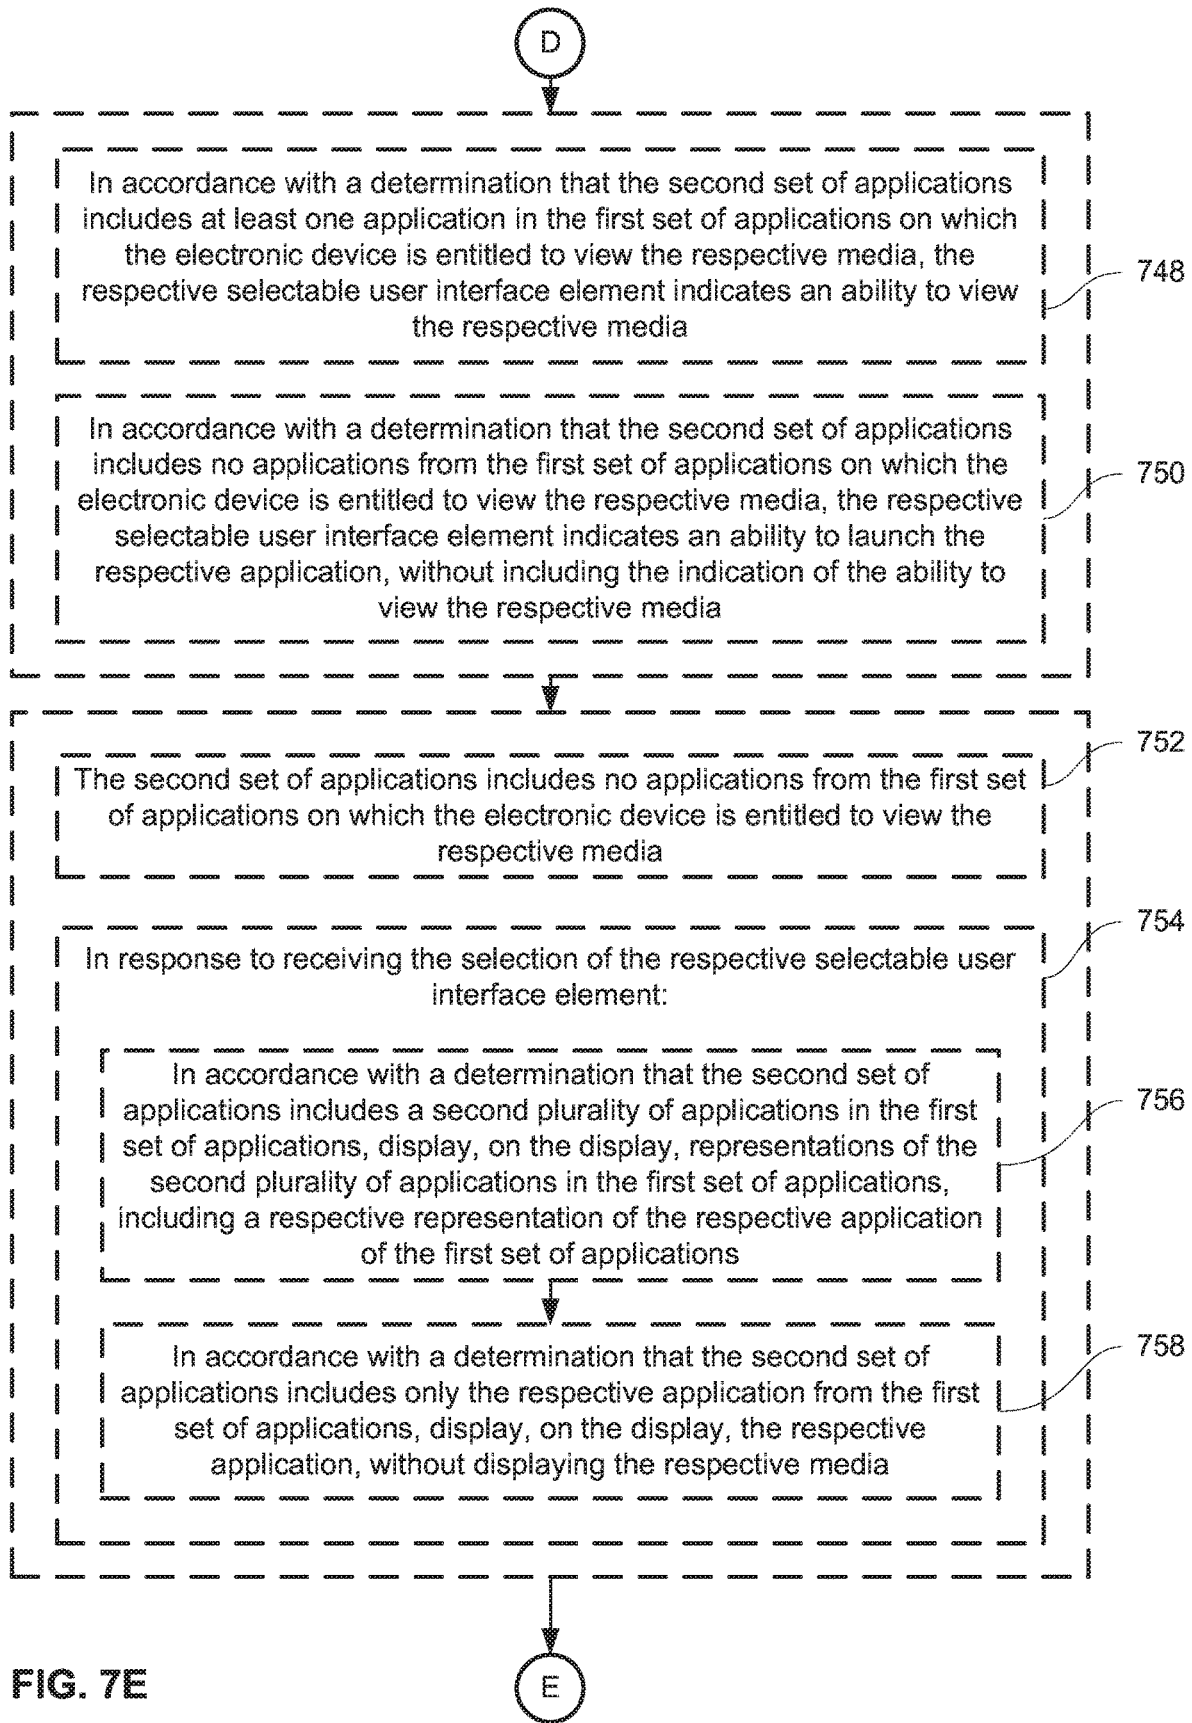 D
In accordance with a determination that the second set of applications
includes at least one application in the first set of applications on which
the electronic device is entitled to view the respective media, the
respective selectable user interface element indicates an ability to view
the respective media
748
In accordance with a determination that the second set of applications
includes no applications from the first set of applications on which the
electronic device is entitled to view the respective media, the respective
selectable user interface element indicates an ability to launch the
respective application, without including the indication of the ability to
view the respective media
750
752
The second set of applications includes no applications from the first set
of applications on which the electronic device is entitled to view the
respective media
754
In response to receiving the selection of the respective selectable user
interface element:
In accordance with a determination that the second set of
applications includes a second plurality of applications in the first
set of applications, display, on the display, representations of the
second plurality of applications in the first set of applications,
including a respective representation of the respective application
of the first set of applications
756
In accordance with a determination that the second set of
applications includes only the respective application from the first
set of applications, display, on the display, the respective
application, without displaying the respective media
758
FIG. 7E
E